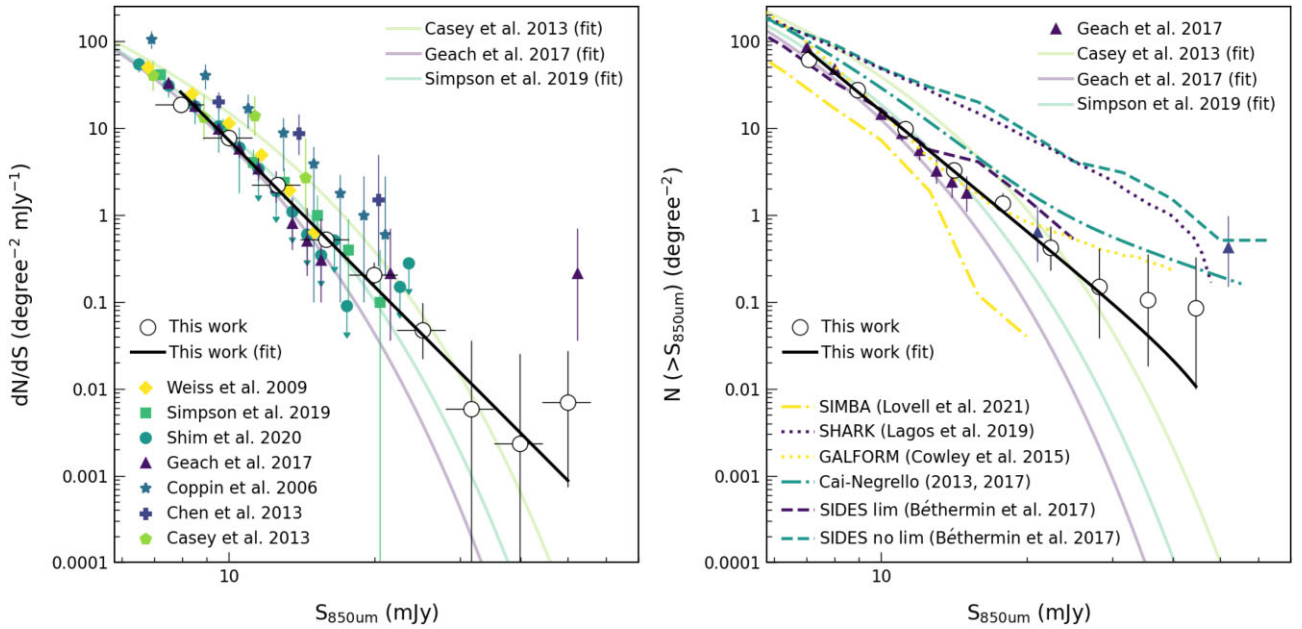 dN/dS (degree⁻² mJy⁻¹)
100
10
1
0.1
0.01
0.001
0.0001
Casey et al. 2013 (fit)
Geach et al. 2017 (fit)
Simpson et al. 2019 (fit)
This work
This work (fit)
Weiss et al. 2009
Simpson et al. 2019
Shim et al. 2020
Geach et al. 2017
Coppin et al. 2006
Chen et al. 2013
Casey et al. 2013
10
20
S₈₅₀ᵤₘ (mJy)
N (>S₈₅₀ᵤₘ) (degree⁻²)
100
10
1
0.1
0.01
0.001
0.0001
Geach et al. 2017
Casey et al. 2013 (fit)
Geach et al. 2017 (fit)
Simpson et al. 2019 (fit)
This work
This work (fit)
SIMBA (Lovell et al. 2021)
SHARK (Lagos et al. 2019)
GALFORM (Cowley et al. 2015)
Cai-Negrello (2013, 2017)
SIDES lim (Béthermin et al. 2017)
SIDES no lim (Béthermin et al. 2017)
10
20
S₈₅₀ᵤₘ (mJy)